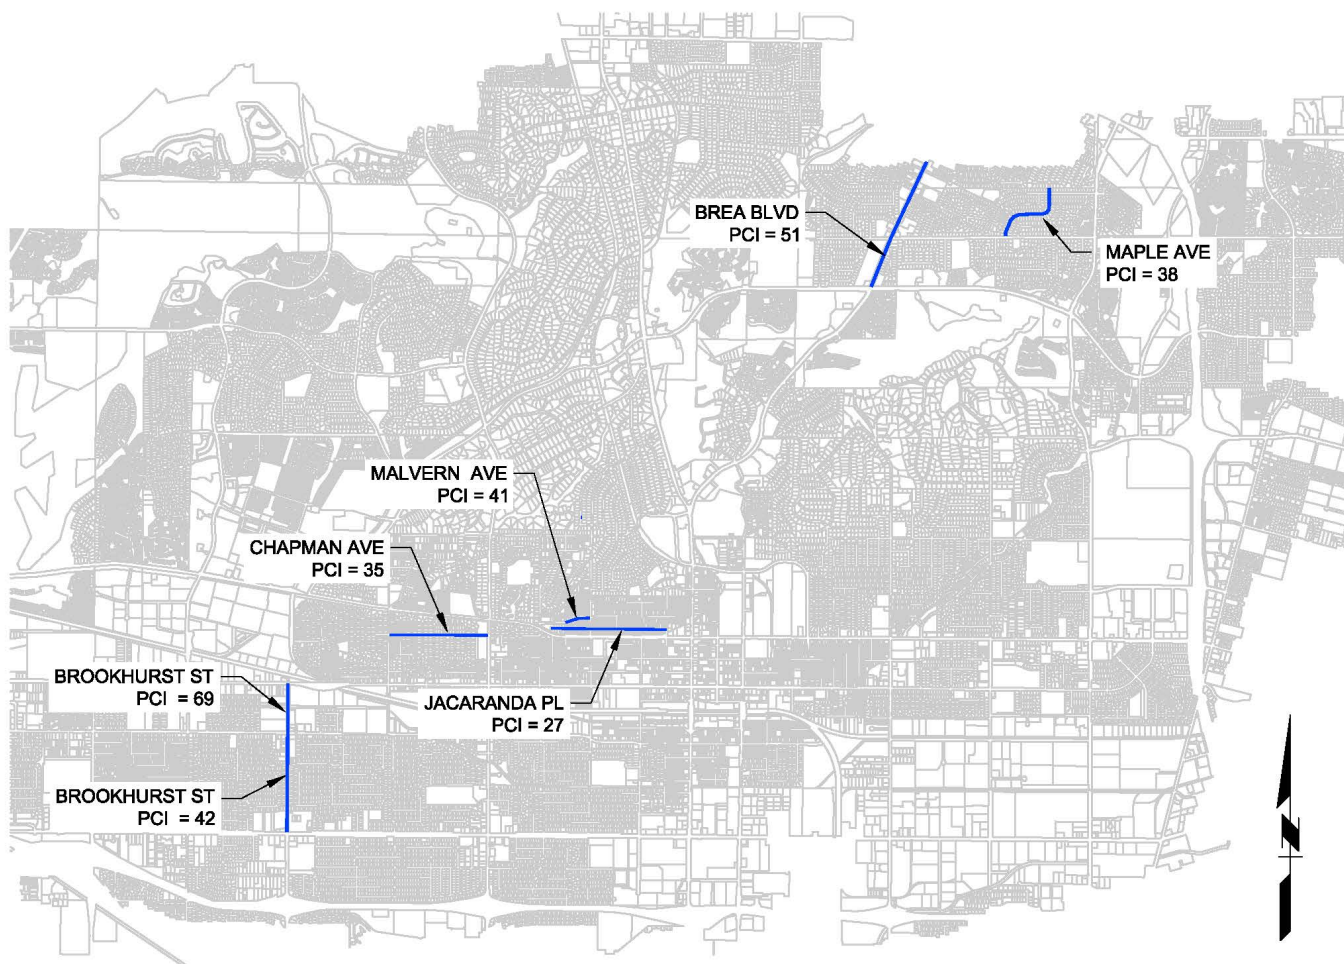 BREA BLVD
PCI = 51
MAPLE AVE
PCI = 38
MALVERN AVE
PCI = 41
CHAPMAN AVE
PCI = 35
BROOKHURST ST
PCI = 69
JACARANDA PL
PCI = 27
BROOKHURST ST
PCI = 42
N